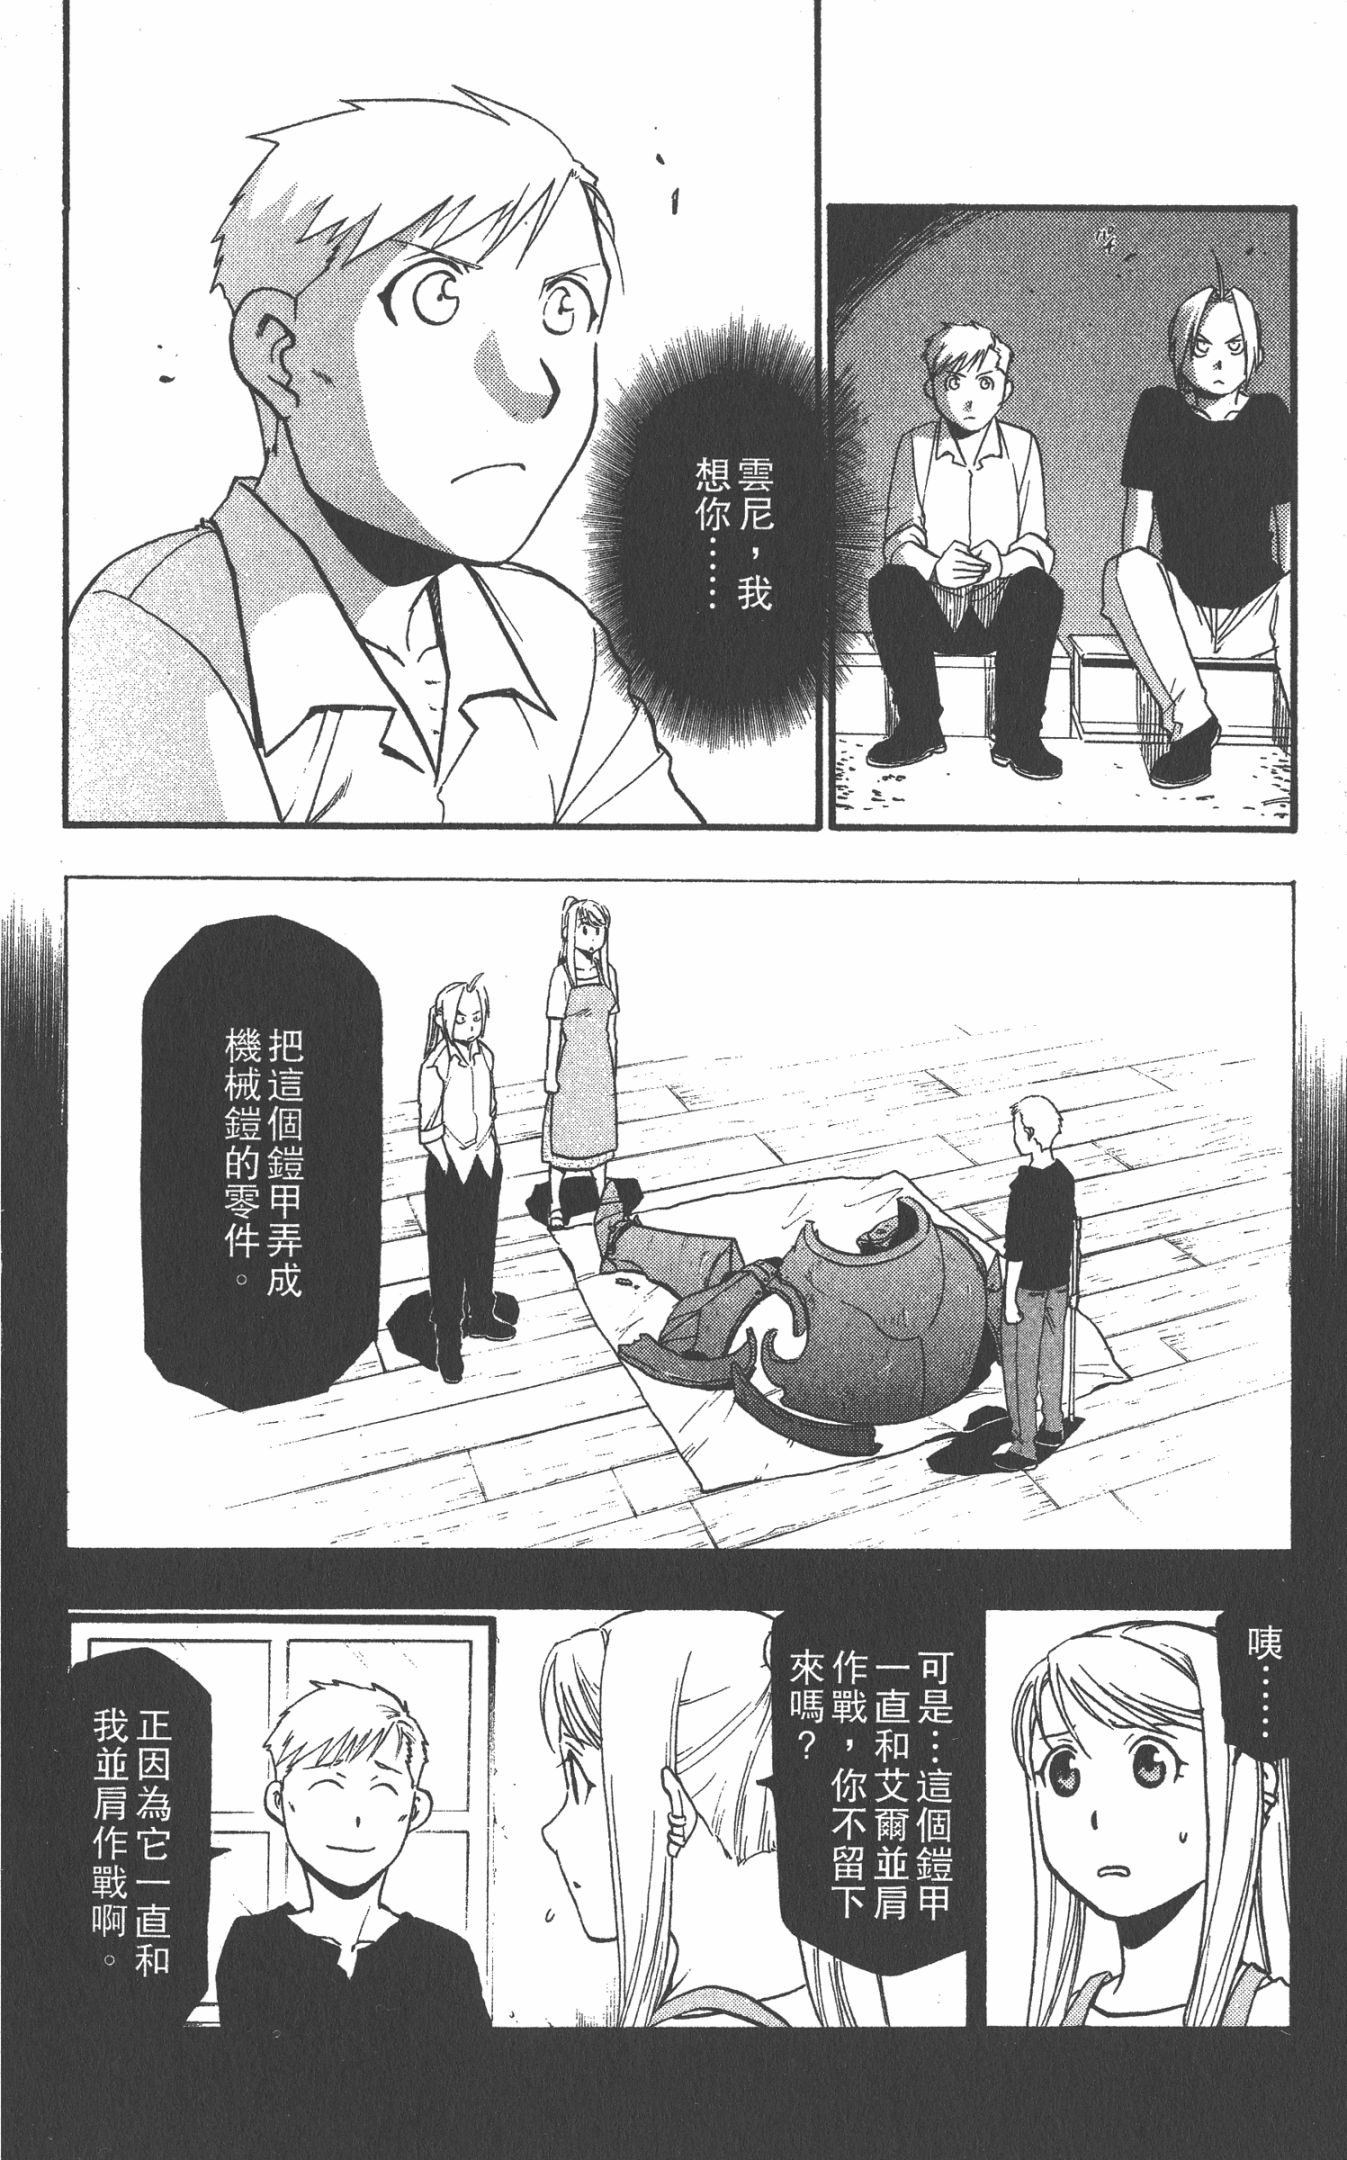 雲尼，我
想你……
把這個鎧甲弄成
機械鎧的零件。
咦……
可是…這個鎧甲
一直和艾爾並肩
作戰，你不留下
來嗎？
正因為它一直和
我並肩作戰啊。